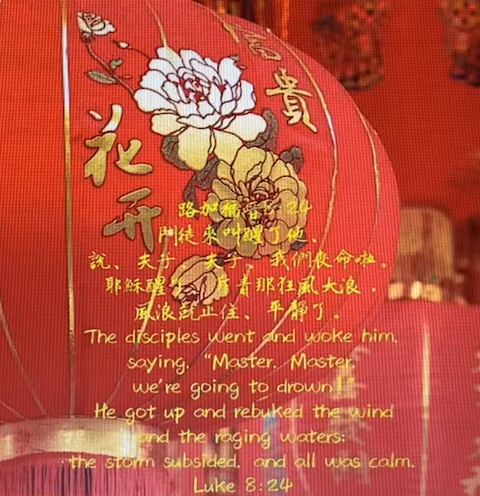 花开
貴
路加福音 24
門徒來叫醒了他、
說、夫子、夫子、我們喪命啦。
耶穌醒 責那狂風大浪．
風浪就止住、平靜了。
The disciples went and woke him,
saying, "Master, Master,
we're going to drown!"
He got up and rebuked the wind
and the raging waters;
the storm subsided, and all was calm.
Luke 8:24